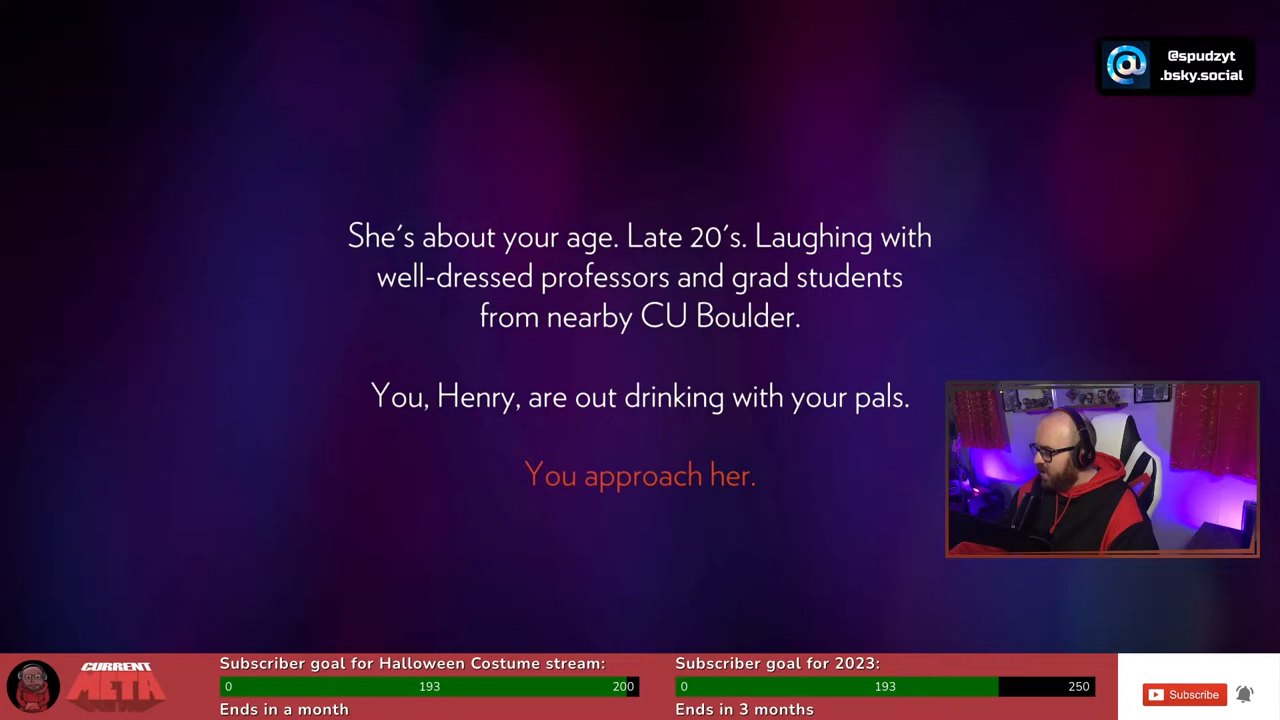 @spudzyt
.bsky.social
She's about your age. Late 20's. Laughing with
well-dressed professors and grad students
from nearby CU Boulder.
You, Henry, are out drinking with your pals.
You approach her.
CURRENT
META
Subscriber goal for Halloween Costume stream:
0 193 200
Ends in a month
Subscriber goal for 2023:
0 193 250
Ends in 3 months
Subscribe